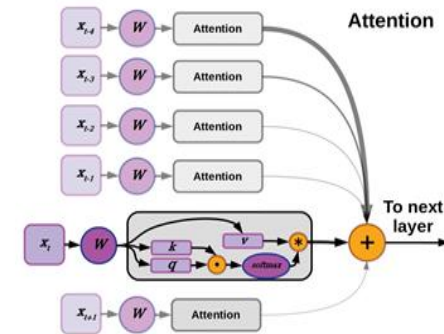 Attention
x_{t-4} W Attention
x_{t-3} W Attention
x_{t-2} W Attention
x_{t-1} W Attention
To next
layer
x_t W k q v softmax * • +
x_{t+1} W Attention